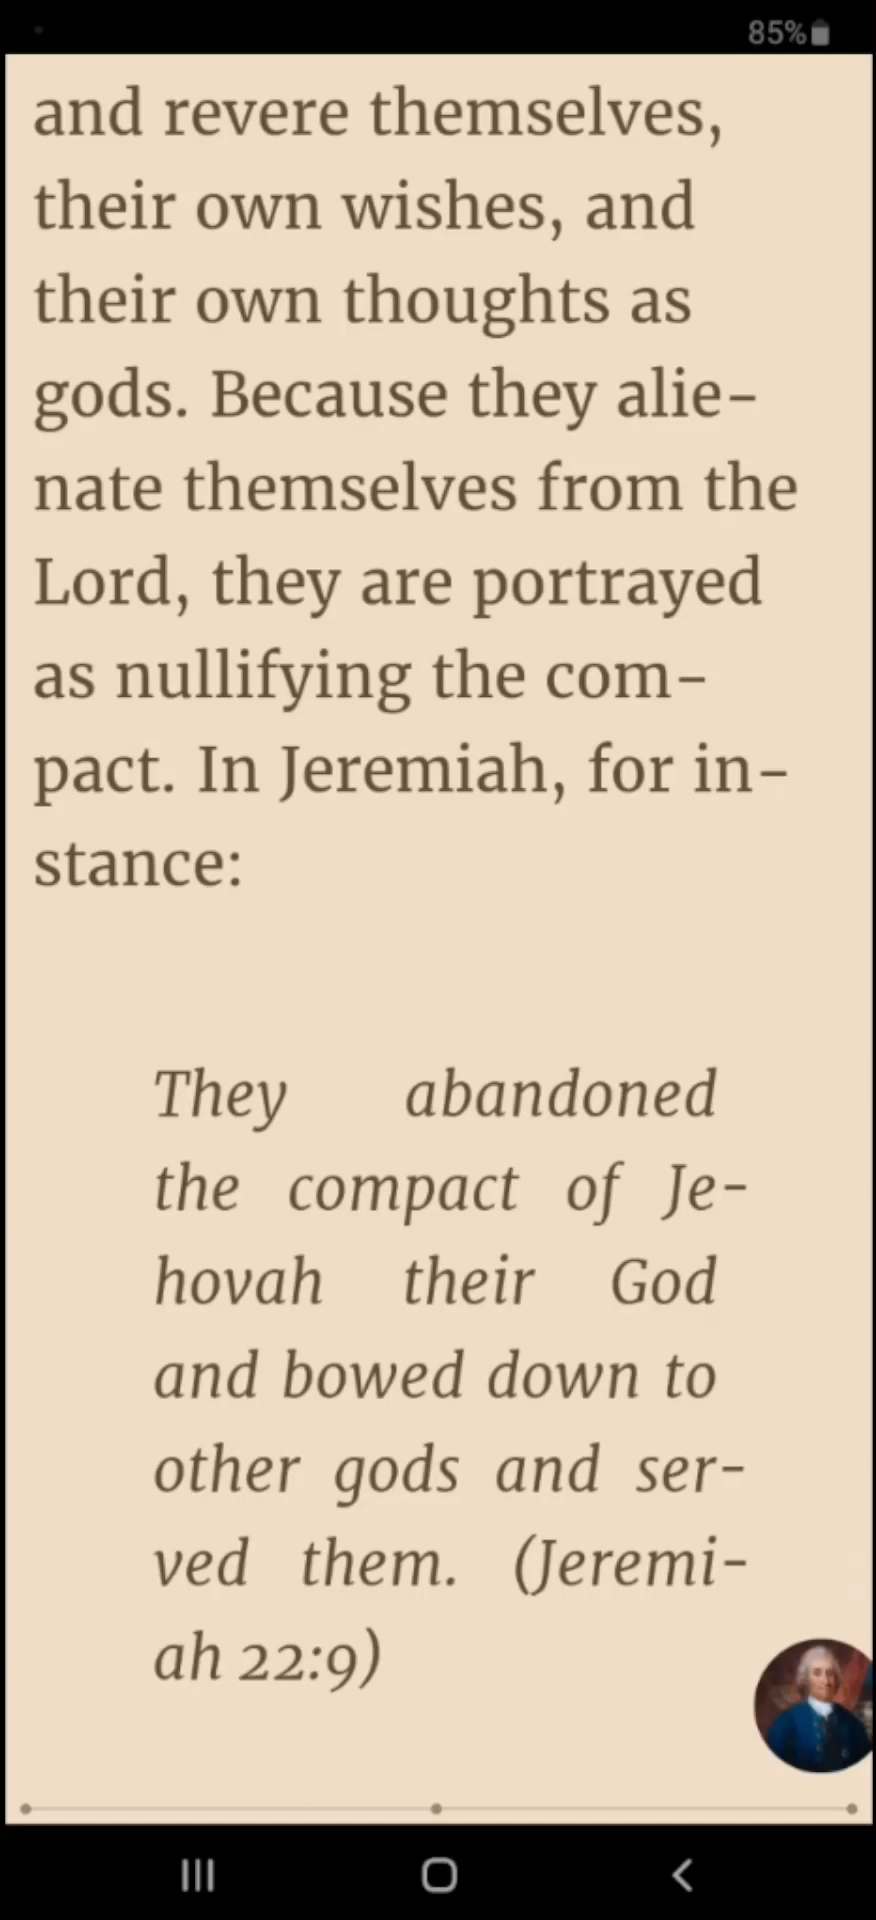 85%
and revere themselves,
their own wishes, and
their own thoughts as
gods. Because they alie-
nate themselves from the
Lord, they are portrayed
as nullifying the com-
pact. In Jeremiah, for in-
stance:
They abandoned
the compact of Je-
hovah their God
and bowed down to
other gods and ser-
ved them. (Jeremi-
ah 22:9)